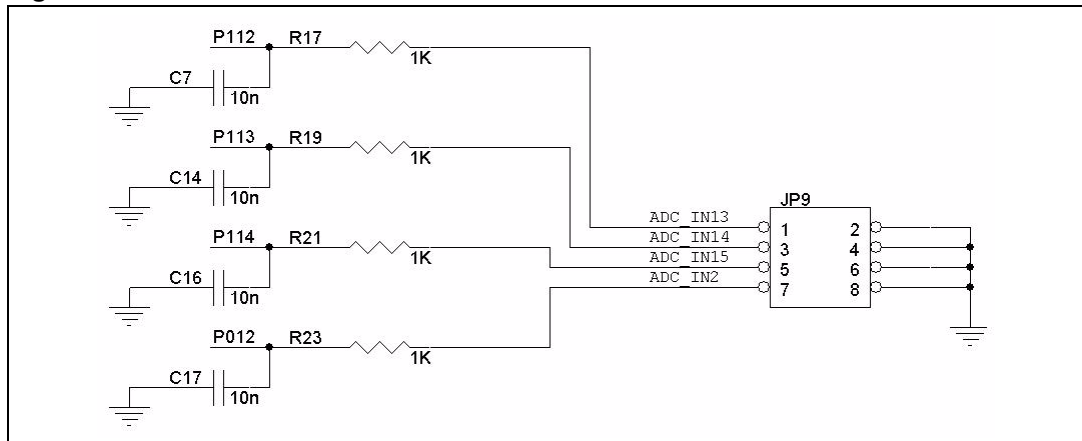 P112 R17
1K
C7
10n
P113 R19
1K
C14
10n
P114 R21
1K
C16
10n
P012 R23
1K
C17
10n
JP9
ADC_IN13
1 2
ADC_IN14
3 4
ADC_IN15
5 6
ADC_IN2
7 8